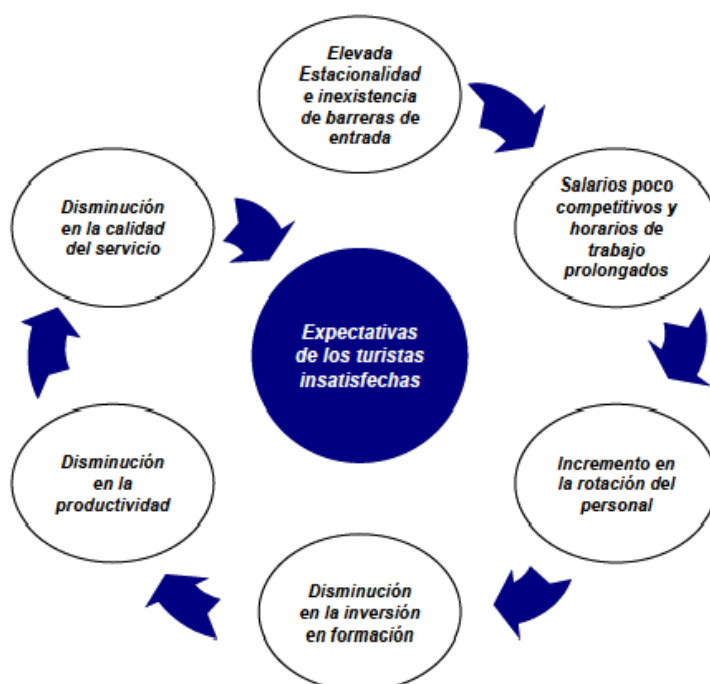 Elevada
Estacionalidad
e inexistencia
de barreras de
entrada
Salarios poco
competitivos y
horarios de
trabajo
prolongados
Incremento en
la rotación del
personal
Disminución
en la inversión
en formación
Disminución
en la
productividad
Disminución
en la calidad
del servicio
Expectativas
de los turistas
insatisfechas